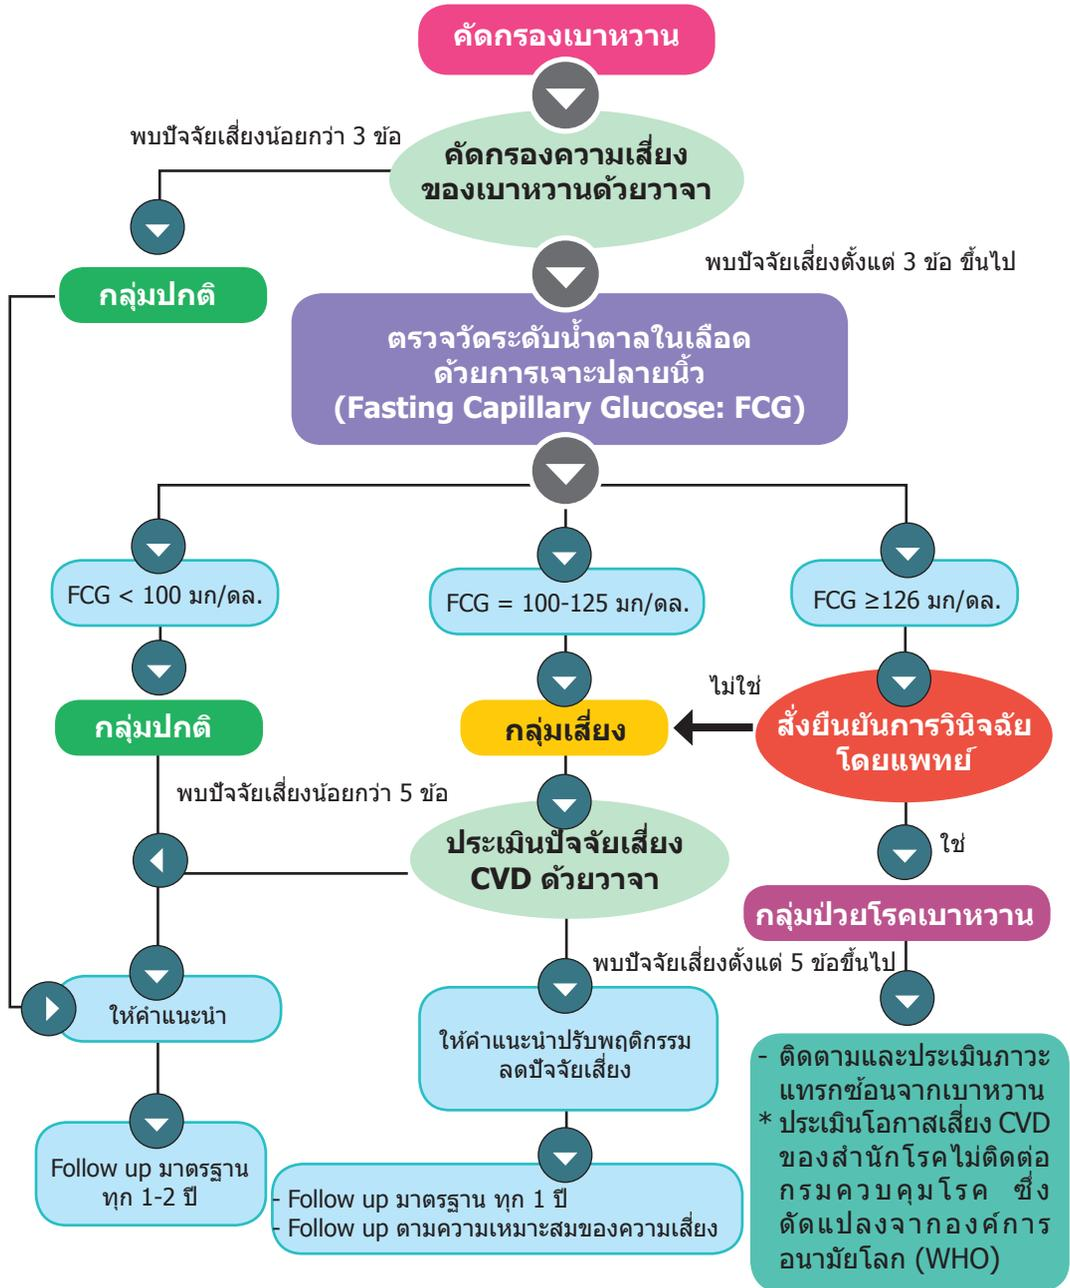 คัดกรองเบาหวาน
พบปัจจัยเสี่ยงน้อยกว่า 3 ข้อ
คัดกรองความเสี่ยง
ของเบาหวานด้วยวาจา
พบปัจจัยเสี่ยงตั้งแต่ 3 ข้อ ขึ้นไป
กลุ่มปกติ
ตรวจวัดระดับน้ำตาลในเลือด
ด้วยการเจาะปลายนิ้ว
(Fasting Capillary Glucose: FCG)
FCG < 100 มก/ดล.
FCG = 100-125 มก/ดล.
FCG ≥126 มก/ดล.
กลุ่มปกติ
กลุ่มเสี่ยง
ไม่ใช่
สั่งยืนยันการวินิจฉัย
โดยแพทย์
พบปัจจัยเสี่ยงน้อยกว่า 5 ข้อ
ประเมินปัจจัยเสี่ยง
CVD ด้วยวาจา
ใช่
กลุ่มป่วยโรคเบาหวาน
พบปัจจัยเสี่ยงตั้งแต่ 5 ข้อขึ้นไป
ให้คำแนะนำ
ให้คำแนะนำปรับพฤติกรรม
ลดปัจจัยเสี่ยง
Follow up มาตรฐาน
ทุก 1-2 ปี
- Follow up มาตรฐาน ทุก 1 ปี
- Follow up ตามความเหมาะสมของความเสี่ยง
- ติดตามและประเมินภาวะ
แทรกซ้อนจากเบาหวาน
* ประเมินโอกาสเสี่ยง CVD
ของสำนักโรคไม่ติดต่อ
กรมควบคุมโรค ซึ่ง
ดัดแปลงจากองค์การ
อนามัยโลก (WHO)